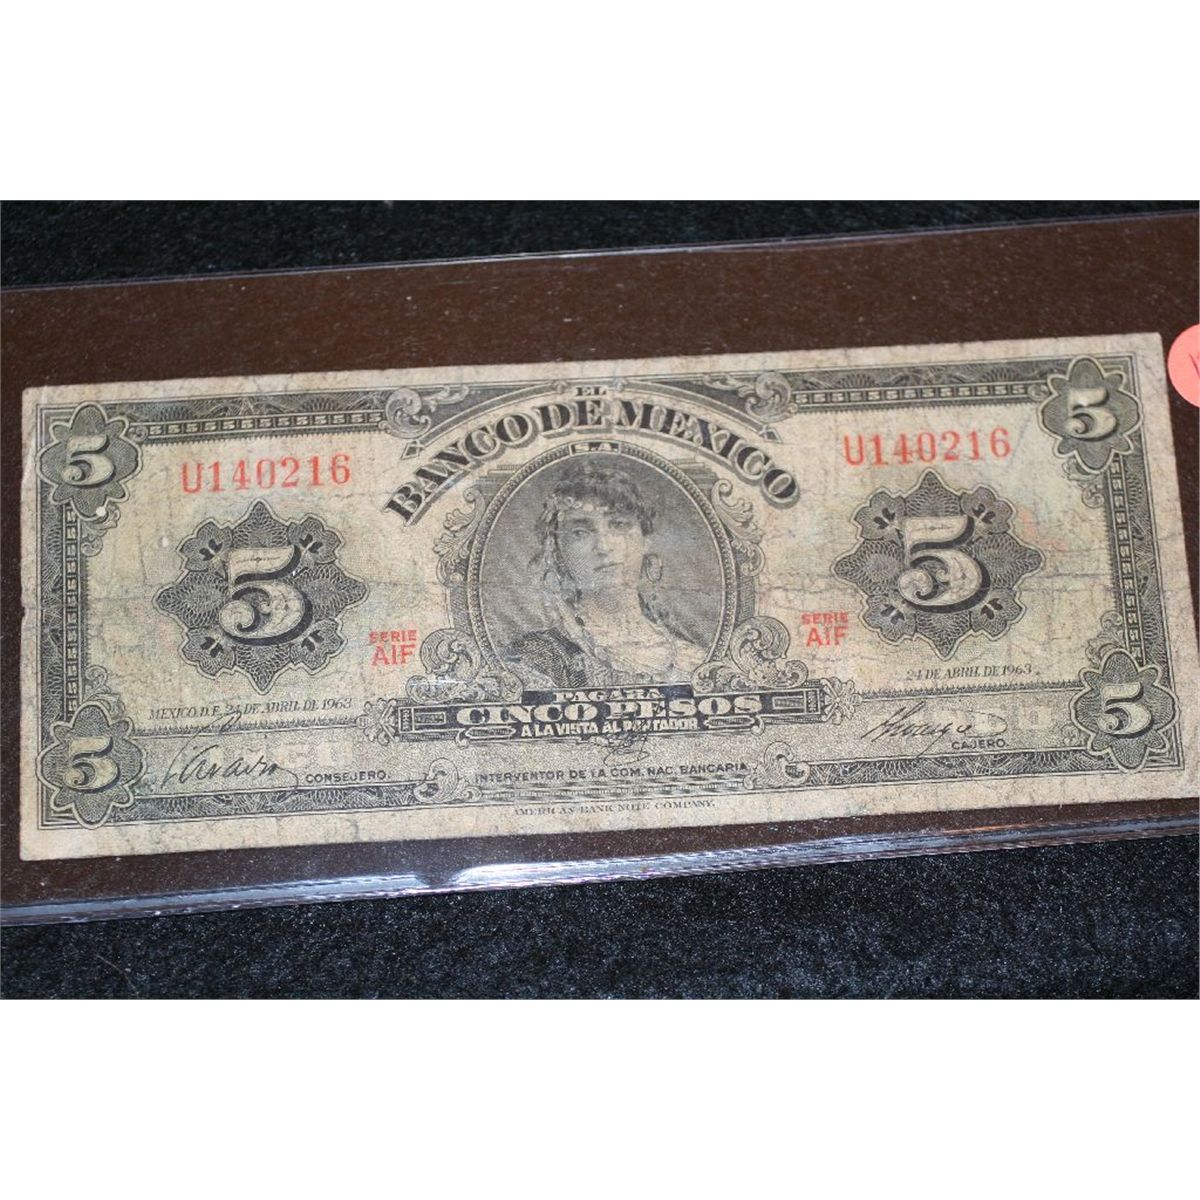 EL
BANCO DE MEXICO
S.A.
5
5
U140216
U140216
5
5
SERIE
AIF
SERIE
AIF
MEXICO D.F. 24 DE ABRIL DE 1963
24 DE ABRIL DE 1963
PAGARA
CINCO PESOS
A LA VISTA AL PORTADOR
5
5
CONSEJERO.
INTERVENTOR DE LA COM. NAC. BANCARIA.
CAJERO.
AMERICAN BANK NOTE COMPANY.